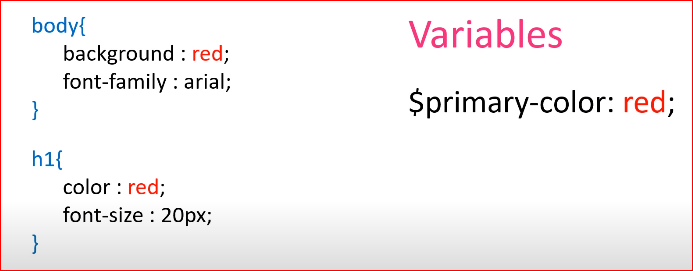 body{
background : red;
font-family : arial;
}
h1{
color : red;
font-size : 20px;
}
Variables
$primary-color: red;